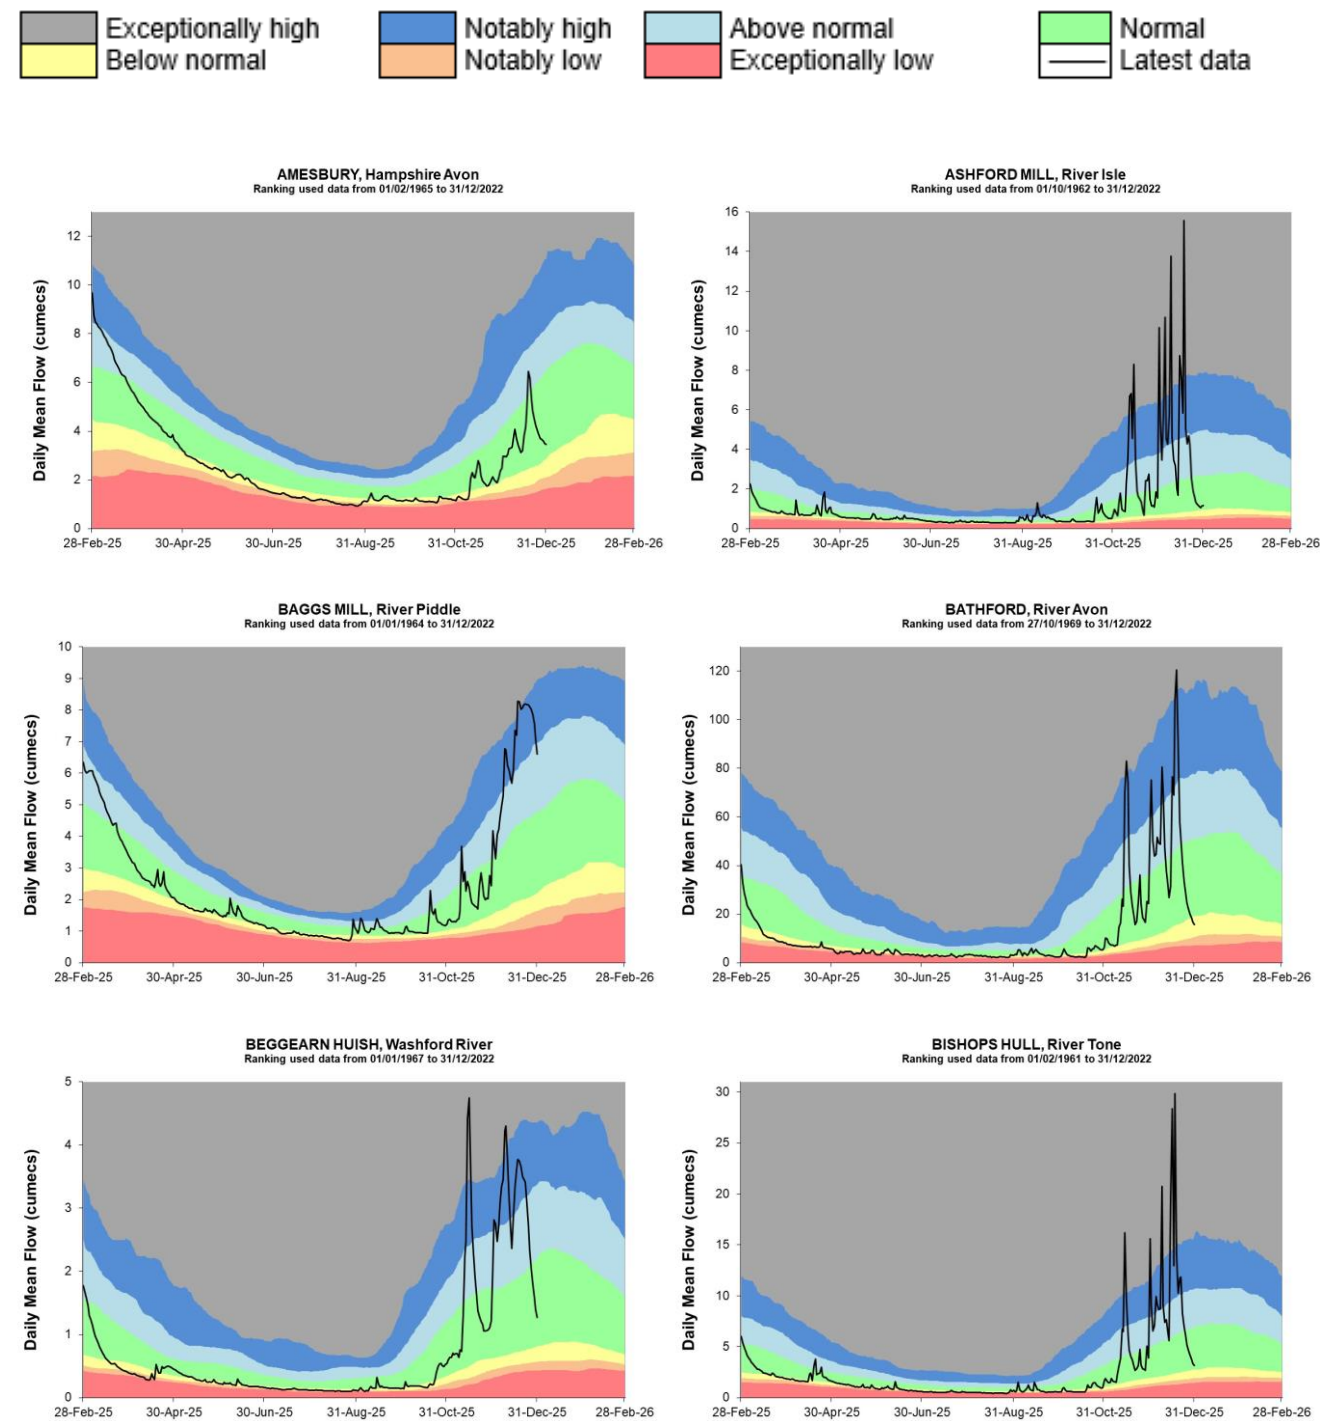 Exceptionally high Notably high Above normal Normal
Below normal Notably low Exceptionally low Latest data
AMESBURY, Hampshire Avon
Ranking used data from 01/02/1965 to 31/12/2022
Daily Mean Flow (cumecs)
12
10
8
6
4
2
0
28-Feb-25 30-Apr-25 30-Jun-25 31-Aug-25 31-Oct-25 31-Dec-25 28-Feb-26
ASHFORD MILL, River Isle
Ranking used data from 01/10/1962 to 31/12/2022
Daily Mean Flow (cumecs)
16
14
12
10
8
6
4
2
0
28-Feb-25 30-Apr-25 30-Jun-25 31-Aug-25 31-Oct-25 31-Dec-25 28-Feb-26
BAGGS MILL, River Piddle
Ranking used data from 01/01/1964 to 31/12/2022
Daily Mean Flow (cumecs)
10
9
8
7
6
5
4
3
2
1
0
28-Feb-25 30-Apr-25 30-Jun-25 31-Aug-25 31-Oct-25 31-Dec-25 28-Feb-26
BATHFORD, River Avon
Ranking used data from 27/10/1969 to 31/12/2022
Daily Mean Flow (cumecs)
120
100
80
60
40
20
0
28-Feb-25 30-Apr-25 30-Jun-25 31-Aug-25 31-Oct-25 31-Dec-25 28-Feb-26
BEGGEARN HUISH, Washford River
Ranking used data from 01/01/1967 to 31/12/2022
Daily Mean Flow (cumecs)
5
4
3
2
1
0
28-Feb-25 30-Apr-25 30-Jun-25 31-Aug-25 31-Oct-25 31-Dec-25 28-Feb-26
BISHOPS HULL, River Tone
Ranking used data from 01/02/1961 to 31/12/2022
Daily Mean Flow (cumecs)
30
25
20
15
10
5
0
28-Feb-25 30-Apr-25 30-Jun-25 31-Aug-25 31-Oct-25 31-Dec-25 28-Feb-26